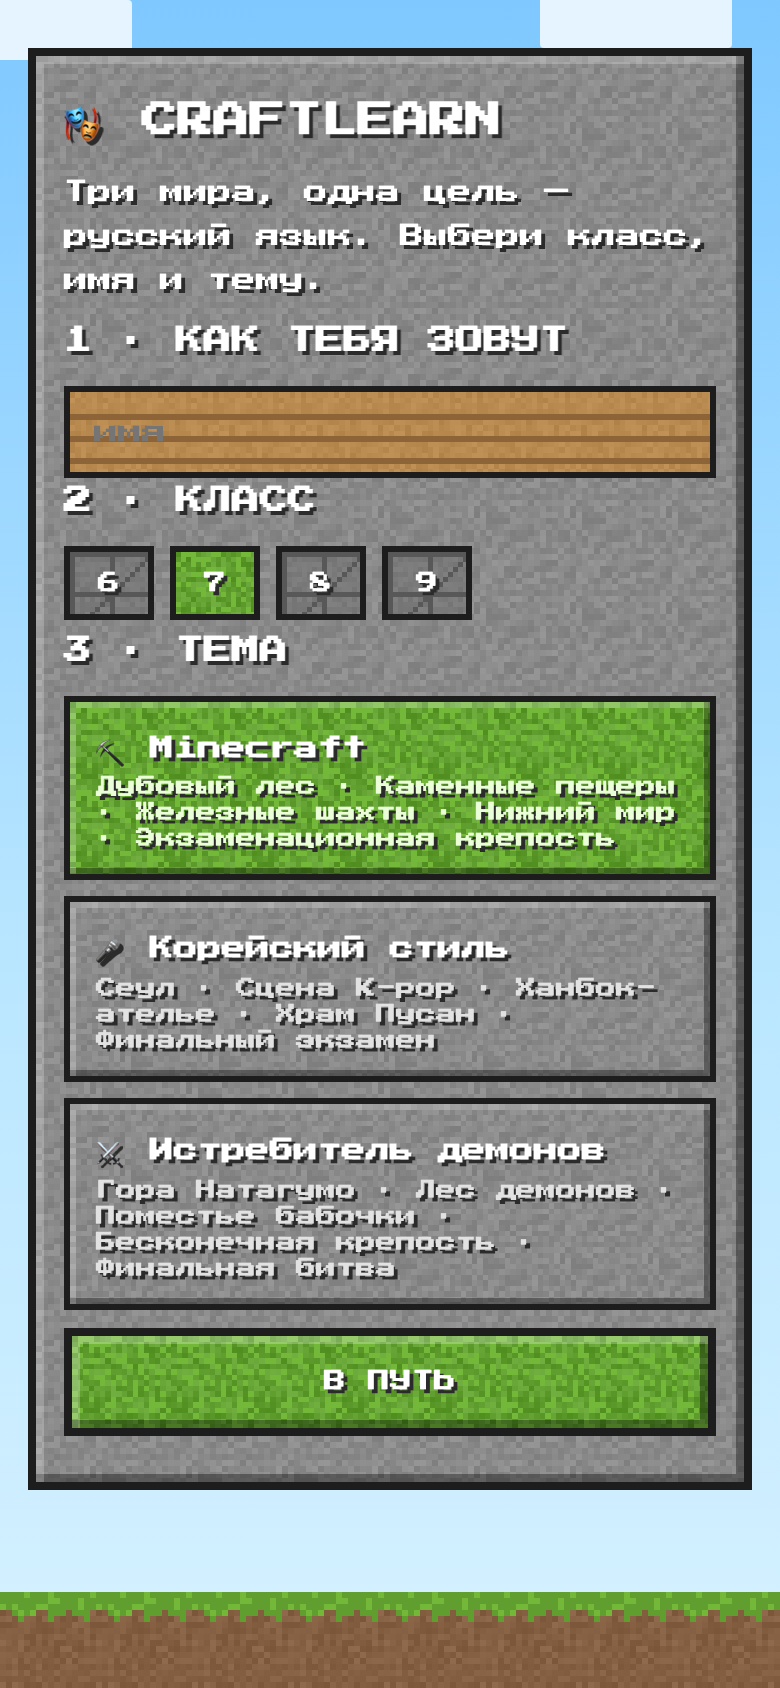 CRAFTLEARN
Три мира, одна цель —
русский язык. Выбери класс,
имя и тему.
1 · КАК ТЕБЯ ЗОВУТ
ИМЯ
2 · КЛАСС
6 7 8 9
3 · ТЕМА
Minecraft
Дубовый лес · Каменные пещеры
· Железные шахты · Нижний мир
· Экзаменационная крепость
Корейский стиль
Сеул · Сцена K-pop · Ханбок-
ателье · Храм Пусан ·
Финальный экзамен
Истребитель демонов
Гора Натагумо · Лес демонов ·
Поместье бабочки ·
Бесконечная крепость ·
Финальная битва
В ПУТЬ